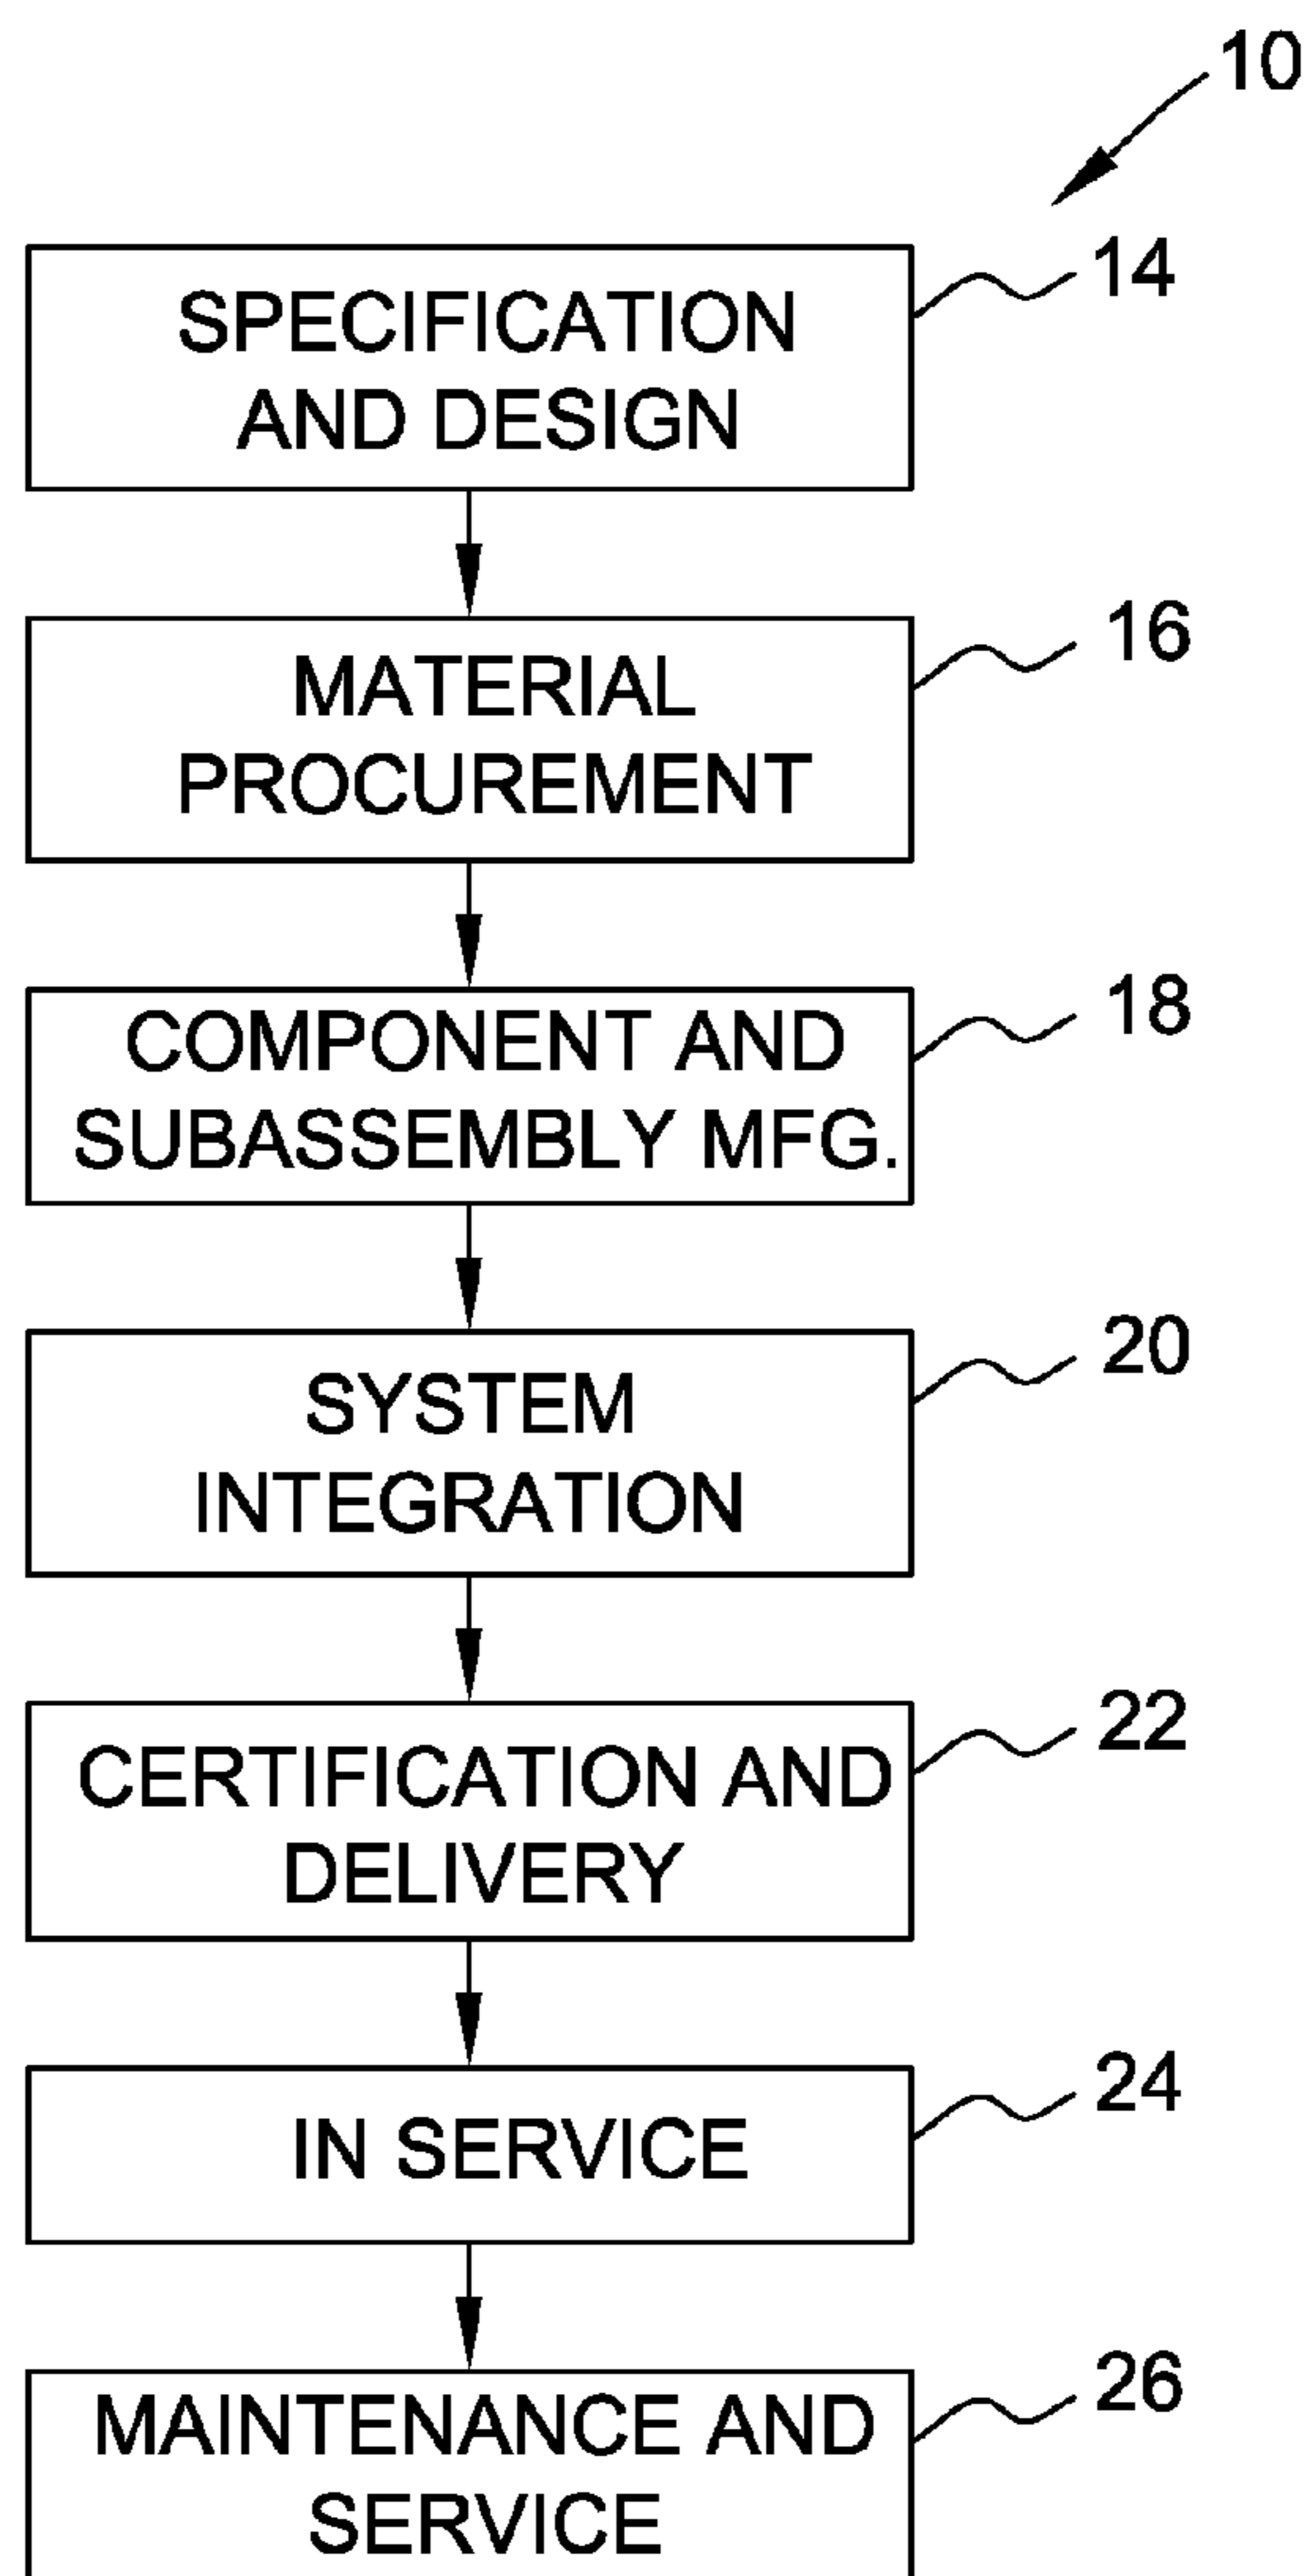 10
SPECIFICATION
AND DESIGN
14
MATERIAL
PROCUREMENT
16
COMPONENT AND
SUBASSEMBLY MFG.
18
SYSTEM
INTEGRATION
20
CERTIFICATION AND
DELIVERY
22
IN SERVICE
24
MAINTENANCE AND
SERVICE
26